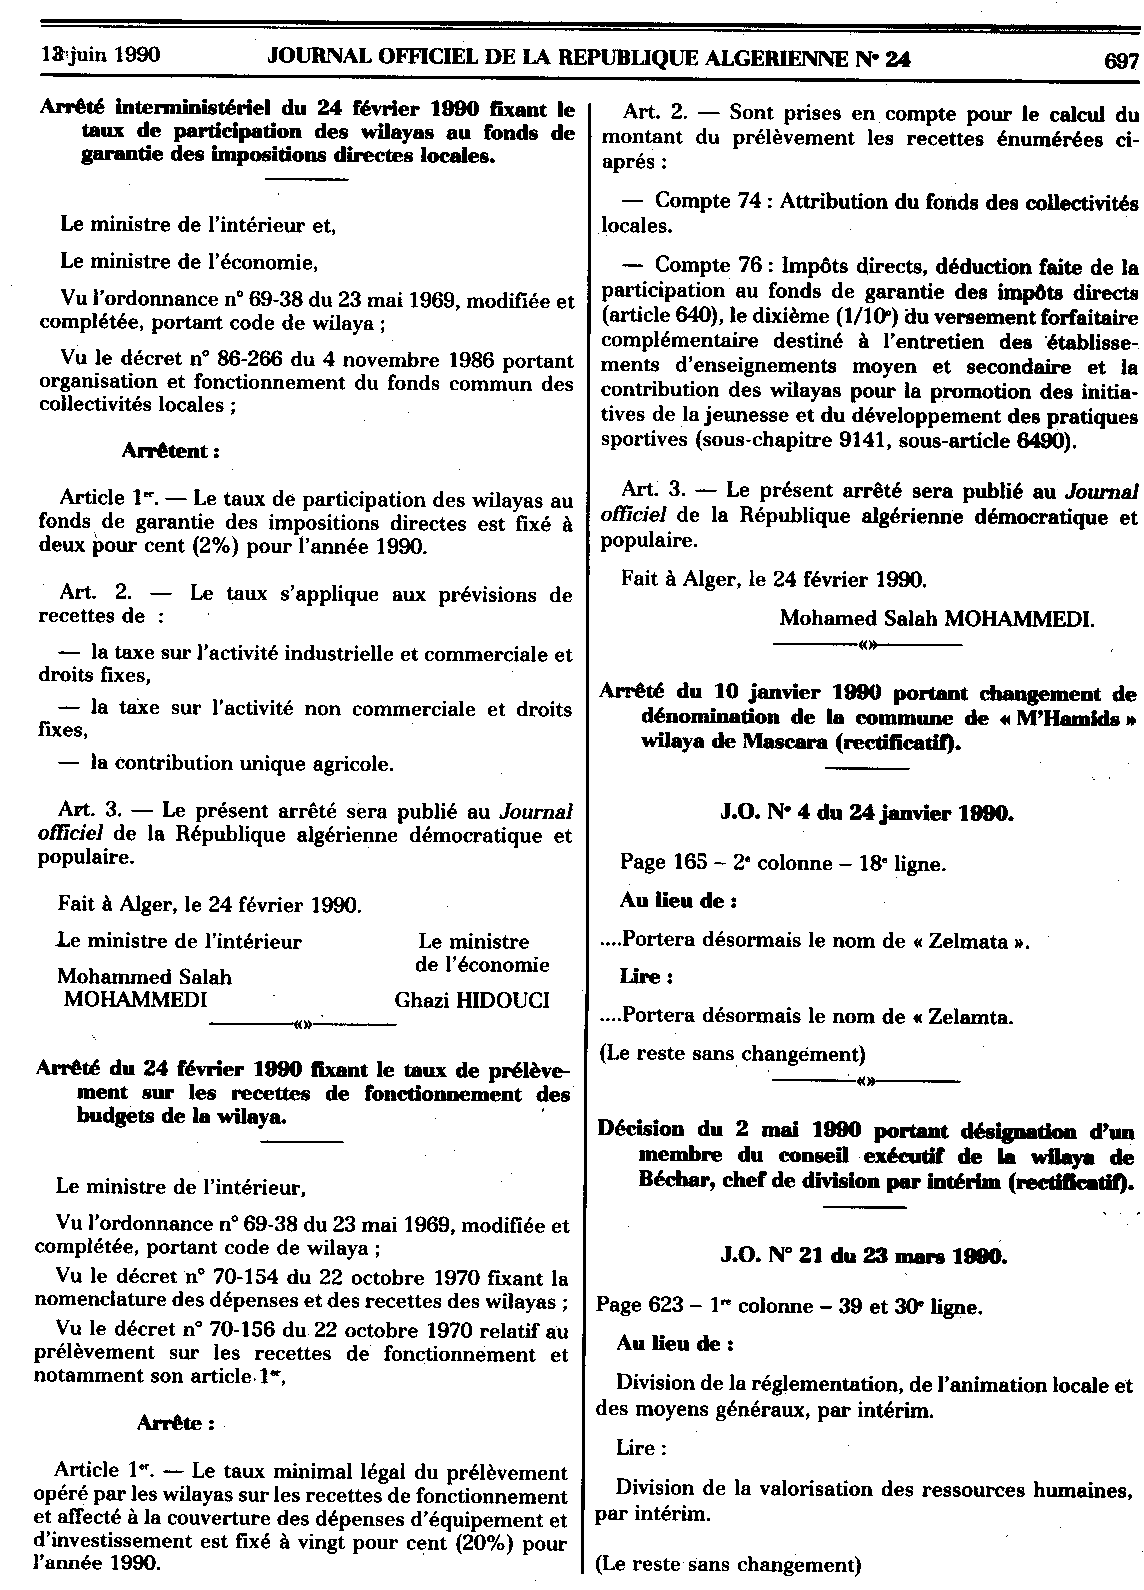 13 juin 1990 JOURNAL OFFICIEL DE LA REPUBLIQUE ALGERIENNE N° 24 697
Arrêté interministériel du 24 février 1990 fixant le
taux de participation des wilayas au fonds de
garantie des impositions directes locales.
Le ministre de l'intérieur et,
Le ministre de l'économie,
Vu l'ordonnance n° 69-38 du 23 mai 1969, modifiée et
complétée, portant code de wilaya ;
Vu le décret n° 86-266 du 4 novembre 1986 portant
organisation et fonctionnement du fonds commun des
collectivités locales ;
Arrêtent :
Article 1er. — Le taux de participation des wilayas au
fonds de garantie des impositions directes est fixé à
deux pour cent (2%) pour l'année 1990.
Art. 2. — Le taux s'applique aux prévisions de
recettes de :
— la taxe sur l'activité industrielle et commerciale et
droits fixes,
— la taxe sur l'activité non commerciale et droits
fixes,
— la contribution unique agricole.
Art. 3. — Le présent arrêté sera publié au Journal
officiel de la République algérienne démocratique et
populaire.
Fait à Alger, le 24 février 1990.
Le ministre de l'intérieur
Mohammed Salah
MOHAMMEDI
Le ministre
de l'économie
Ghazi HIDOUCI
«»
Arrêté du 24 février 1990 fixant le taux de prélève-
ment sur les recettes de fonctionnement des
budgets de la wilaya.
Le ministre de l'intérieur,
Vu l'ordonnance n° 69-38 du 23 mai 1969, modifiée et
complétée, portant code de wilaya ;
Vu le décret n° 70-154 du 22 octobre 1970 fixant la
nomenclature des dépenses et des recettes des wilayas ;
Vu le décret n° 70-156 du 22 octobre 1970 relatif au
prélèvement sur les recettes de fonctionnement et
notamment son article 1er,
Arrête :
Article 1er. — Le taux minimal légal du prélèvement
opéré par les wilayas sur les recettes de fonctionnement
et affecté à la couverture des dépenses d'équipement et
d'investissement est fixé à vingt pour cent (20%) pour
l'année 1990.
Art. 2. — Sont prises en compte pour le calcul du
montant du prélèvement les recettes énumérées ci-
aprés :
— Compte 74 : Attribution du fonds des collectivités
locales.
— Compte 76 : Impôts directs, déduction faite de la
participation au fonds de garantie des impôts directs
(article 640), le dixième (1/10e) du versement forfaitaire
complémentaire destiné à l'entretien des établisse-
ments d'enseignements moyen et secondaire et la
contribution des wilayas pour la promotion des initia-
tives de la jeunesse et du développement des pratiques
sportives (sous-chapitre 9141, sous-article 6490).
Art. 3. — Le présent arrêté sera publié au Journal
officiel de la République algérienne démocratique et
populaire.
Fait à Alger, le 24 février 1990.
Mohamed Salah MOHAMMEDI.
«»
Arrêté du 10 janvier 1990 portant changement de
dénomination de la commune de « M'Hamids »
wilaya de Mascara (rectificatif).
J.O. N° 4 du 24 janvier 1990.
Page 165 – 2e colonne – 18e ligne.
Au lieu de :
....Portera désormais le nom de « Zelmata ».
Lire :
....Portera désormais le nom de « Zelamta.
(Le reste sans changement)
«»
Décision du 2 mai 1990 portant désignation d'un
membre du conseil exécutif de la wilaya de
Béchar, chef de division par intérim (rectificatif).
J.O. N° 21 du 23 mars 1990.
Page 623 – 1re colonne – 39 et 30e ligne.
Au lieu de :
Division de la réglementation, de l'animation locale et
des moyens généraux, par intérim.
Lire :
Division de la valorisation des ressources humaines,
par intérim.
(Le reste sans changement)